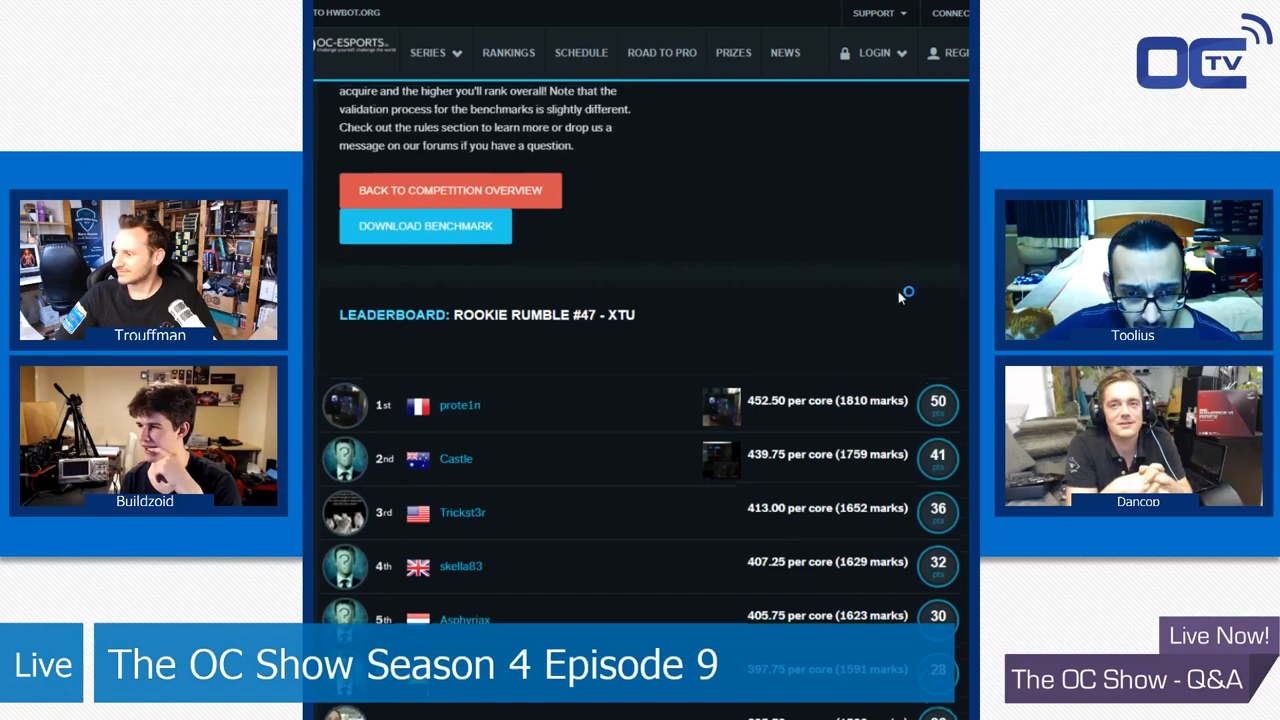 TO HWBOT.ORG
SUPPORT
CONNEC
OC-ESPORTS
SERIES
RANKINGS
SCHEDULE
ROAD TO PRO
PRIZES
NEWS
LOGIN
REGI
acquire and the higher you'll rank overall! Note that the
validation process for the benchmarks is slightly different.
Check out the rules section to learn more or drop us a
message on our forums if you have a question.
BACK TO COMPETITION OVERVIEW
DOWNLOAD BENCHMARK
LEADERBOARD: ROOKIE RUMBLE #47 - XTU
1st prote1n 452.50 per core (1810 marks) 50 pts
2nd Castle 439.75 per core (1759 marks) 41 pts
3rd Trickst3r 413.00 per core (1652 marks) 36 pts
4th skella83 407.25 per core (1629 marks) 32 pts
5th Asphyriax 405.75 per core (1623 marks) 30
397.75 per core (1591 marks) 28
OC TV
Trouffman
Buildzoid
Toolius
Dancop
Live
The OC Show Season 4 Episode 9
Live Now!
The OC Show - Q&A